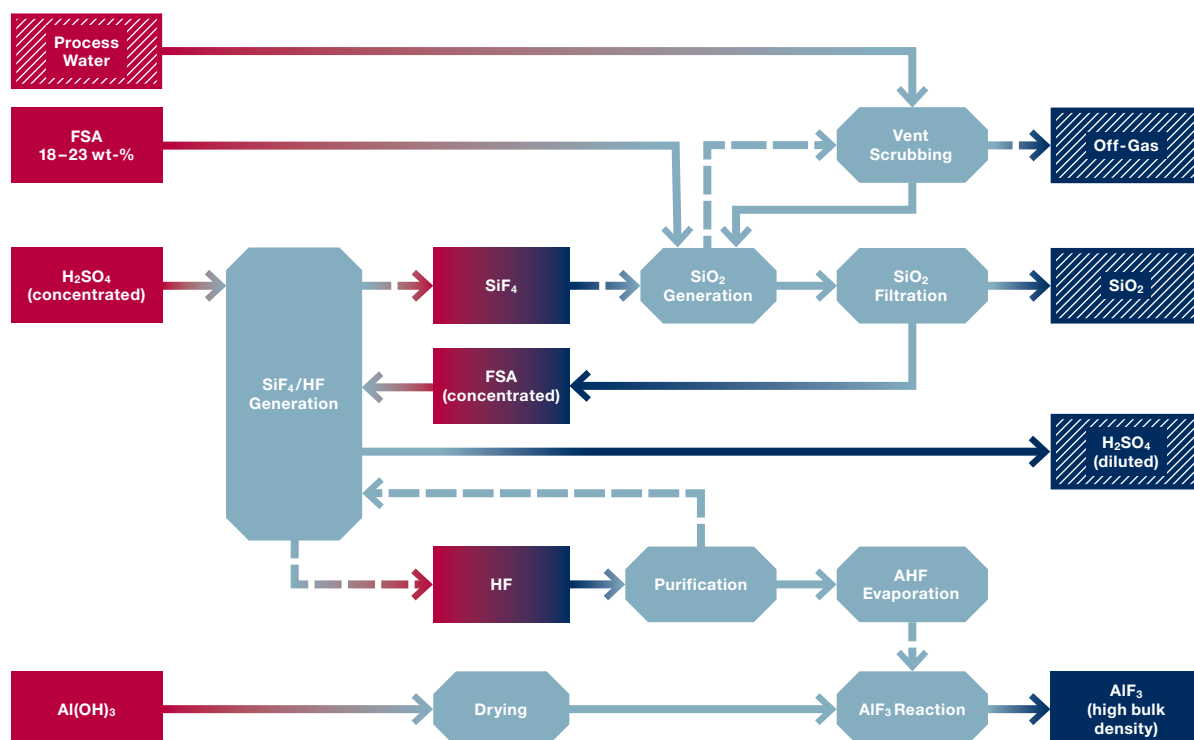 Process
Water
FSA
18–23 wt-%
Vent
Scrubbing
Off-Gas
H₂SO₄
(concentrated)
SiF₄
SiO₂
Generation
SiO₂
Filtration
SiO₂
SiF₄/HF
Generation
FSA
(concentrated)
H₂SO₄
(diluted)
HF
Purification
AHF
Evaporation
Al(OH)₃
Drying
AlF₃ Reaction
AlF₃
(high bulk
density)